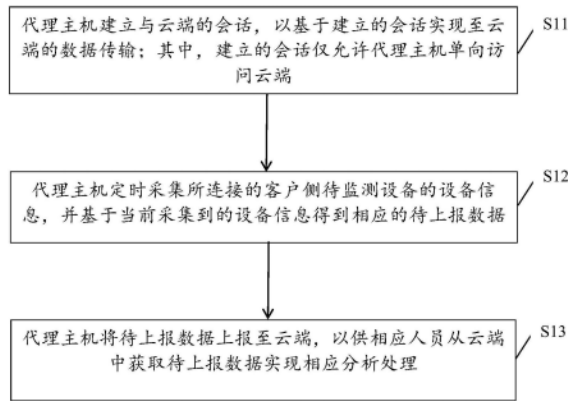 代理主机建立与云端的会话，以基于建立的会话实现至云
端的数据传输；其中，建立的会话仅允许代理主机单向访
问云端
S11
代理主机定时采集所连接的客户侧待监测设备的设备信
息，并基于当前采集到的设备信息得到相应的待上报数据
S12
代理主机将待上报数据上报至云端，以供相应人员从云端
中获取待上报数据实现相应分析处理
S13